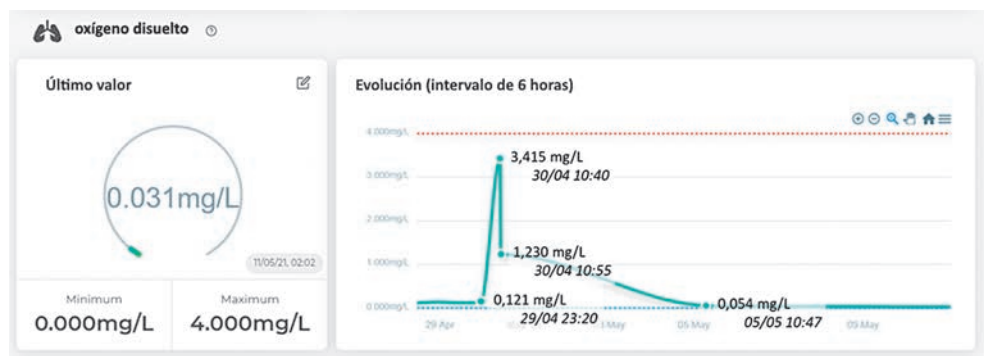 oxígeno disuelto
Último valor
0.031mg/L
11/05/21, 02:02
Minimum
0.000mg/L
Maximum
4.000mg/L
Evolución (intervalo de 6 horas)
4.000mg/L
3.000mg/L
2.000mg/L
1.000mg/L
0.000mg/L
3,415 mg/L
30/04 10:40
1,230 mg/L
30/04 10:55
0,121 mg/L
29/04 23:20
0,054 mg/L
05/05 10:47
29 Apr
May
05 May
09 May